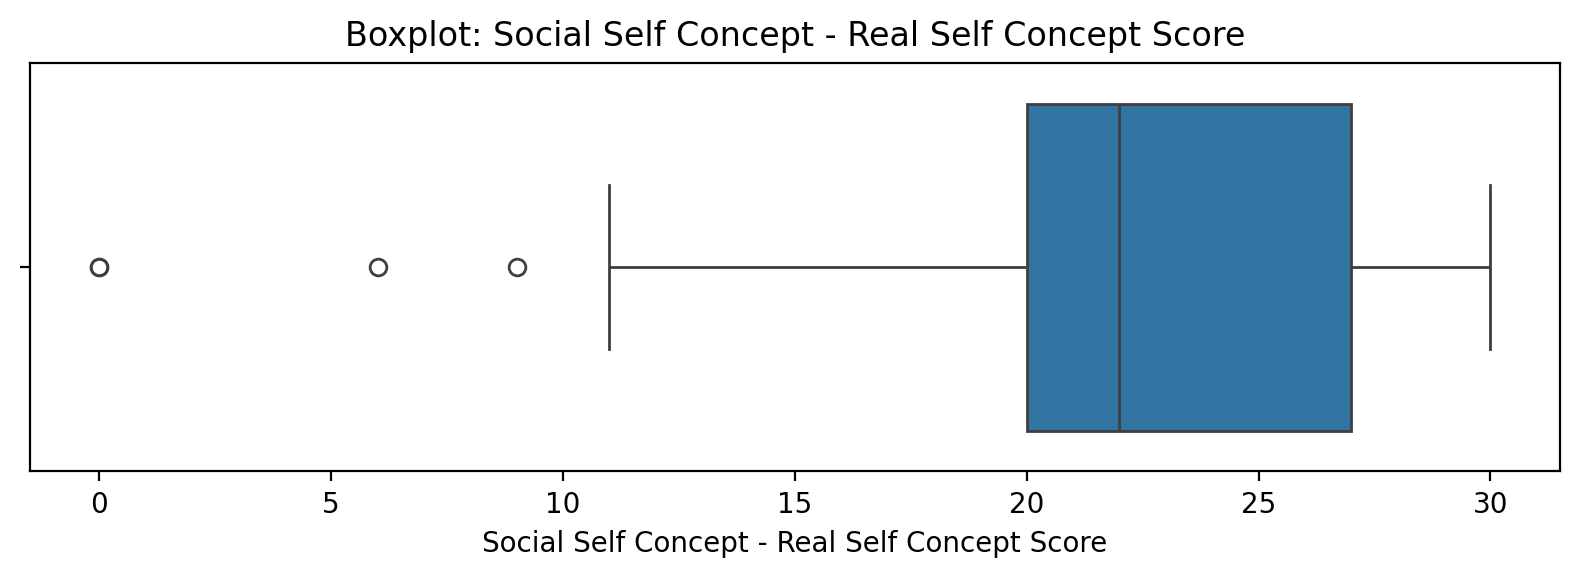 Boxplot: Social Self Concept - Real Self Concept Score
0 5 10 15 20 25 30
Social Self Concept - Real Self Concept Score